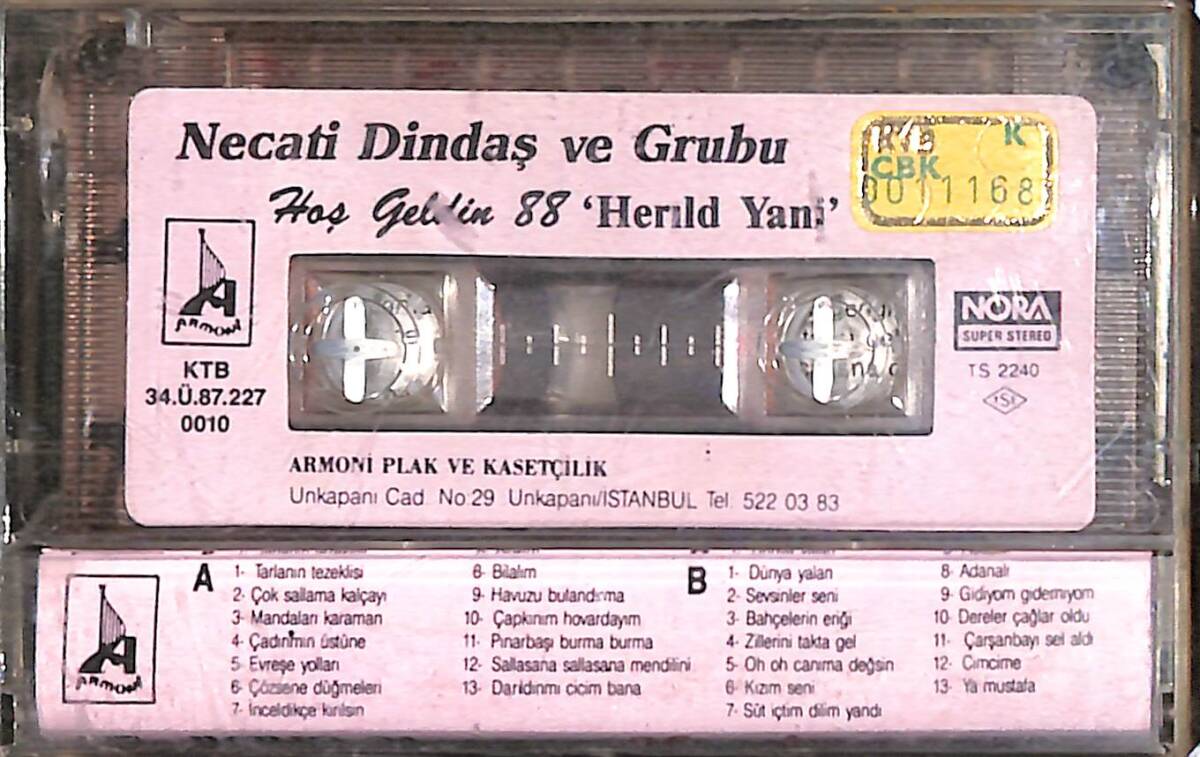 Necati Dindaş ve Grubu
Hoş Geldin 88 'Herıld Yani'
K
CBK
0011168
ARMONİ
KTB
34.Ü.87.227
0010
NORA
SUPER STEREO
TS 2240
ARMONİ PLAK VE KASETÇİLİK
Unkapanı Cad. No:29 Unkapanı/İSTANBUL Tel: 522 03 83
ARMONİ
A
1- Tarlanın tezeklisi
2- Çok sallama kalçayı
3- Mandaları karaman
4- Çadırımın üstüne
5- Evreşe yolları
6- Çözsene düğmeleri
7- İnceldikçe kırılsın
8- Bilalım
9- Havuzu bulandırma
10- Çapkınım hovardayım
11- Pınarbaşı burma burma
12- Sallasana sallasana mendilini
13- Darıldınmı cicim bana
B
1- Dünya yalan
2- Sevsinler seni
3- Bahçelerin eriği
4- Zillerini takta gel
5- Oh oh canıma değsin
6- Kızım seni
7- Süt içtim dilim yandı
8- Adanalı
9- Gidiyom gidemiyom
10- Dereler çağlar oldu
11- Çarşanbayı sel aldı
12- Cimcime
13- Ya mustafa